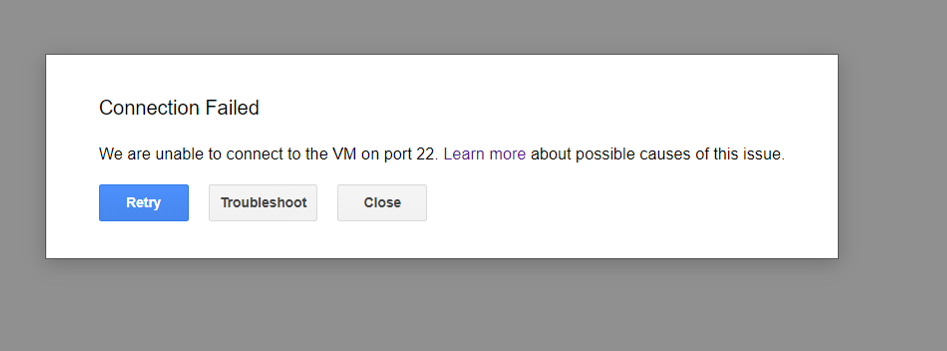 Connection Failed
We are unable to connect to the VM on port 22. Learn more about possible causes of this issue.
Retry Troubleshoot Close